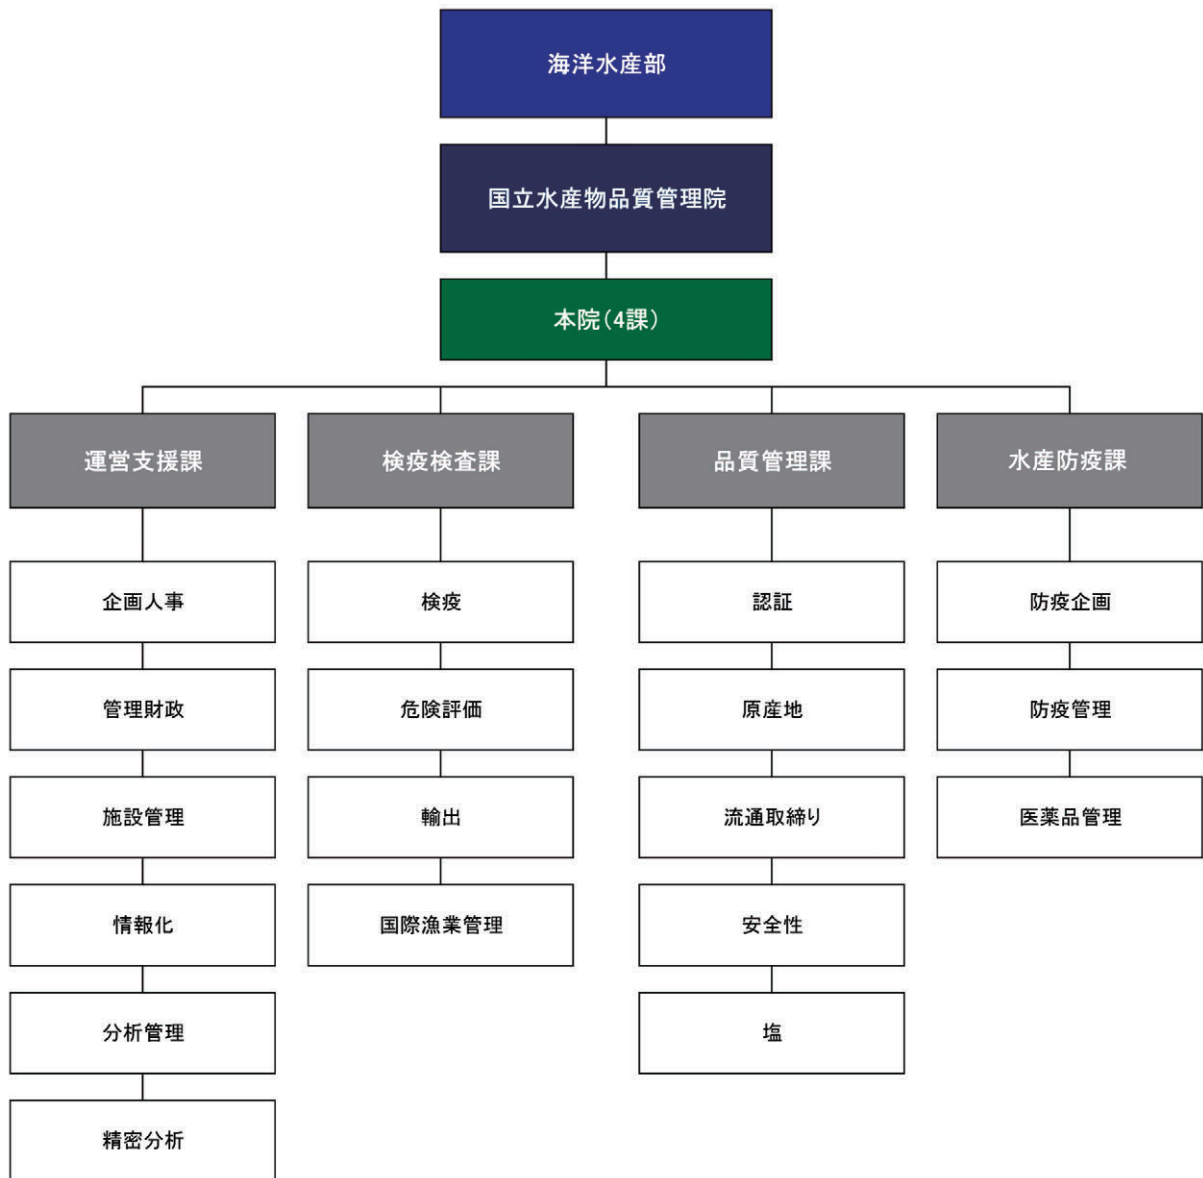 海洋水産部
国立水産物品質管理院
本院(4課)
運営支援課
検疫検査課
品質管理課
水産防疫課
企画人事
検疫
認証
防疫企画
管理財政
危険評価
原産地
防疫管理
施設管理
輸出
流通取締り
医薬品管理
情報化
国際漁業管理
安全性
分析管理
塩
精密分析